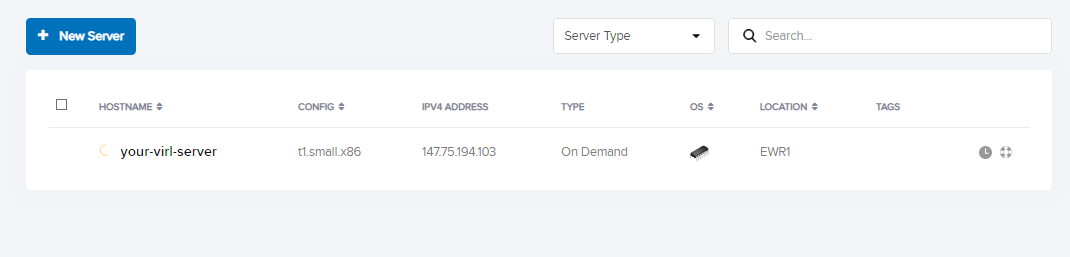 New Server
Server Type
Search...
HOSTNAME CONFIG IPV4 ADDRESS TYPE OS LOCATION TAGS
your-virl-server t1.small.x86 147.75.194.103 On Demand EWR1